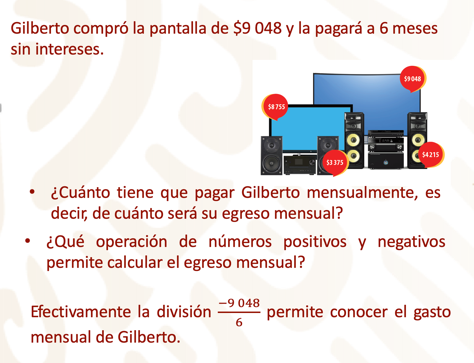 Gilberto compró la pantalla de $9 048 y la pagará a 6 meses
sin intereses.
$9 048
$8 755
$3 375
$4 215
• ¿Cuánto tiene que pagar Gilberto mensualmente, es
decir, de cuánto será su egreso mensual?
• ¿Qué operación de números positivos y negativos
permite calcular el egreso mensual?
Efectivamente la división −9 048/6 permite conocer el gasto
mensual de Gilberto.